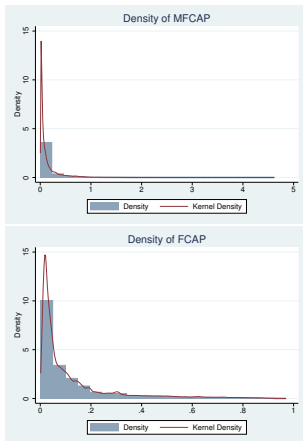 Density of MFCAP
15
10
5
0
Density
0 1 2 3 4 5
Density Kernel Density
Density of FCAP
15
10
5
0
Density
0 .2 .4 .6 .8 1
Density Kernel Density